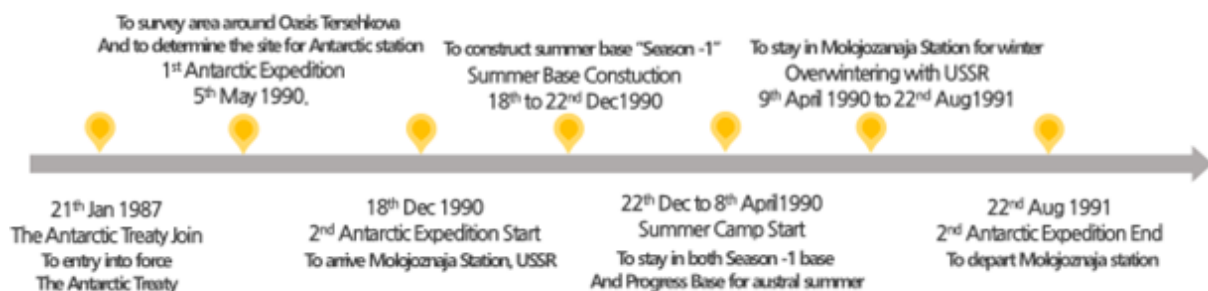 To survey area around Oasis Tersehkova
And to determine the site for Antarctic station
1st Antarctic Expedition
5th May 1990.
To construct summer base "Season -1"
Summer Base Constuction
18th to 22nd Dec1990
To stay in Molojozanaja Station for winter
Overwintering with USSR
9th April 1990 to 22nd Aug1991
21th Jan 1987
The Antarctic Treaty Join
To entry into force
The Antarctic Treaty
18th Dec 1990
2nd Antarctic Expedition Start
To arrive Molojoznaja Station, USSR
22th Dec to 8th April1990
Summer Camp Start
To stay in both Season -1 base
And Progress Base for austral summer
22nd Aug 1991
2nd Antarctic Expedition End
To depart Molojoznaja station